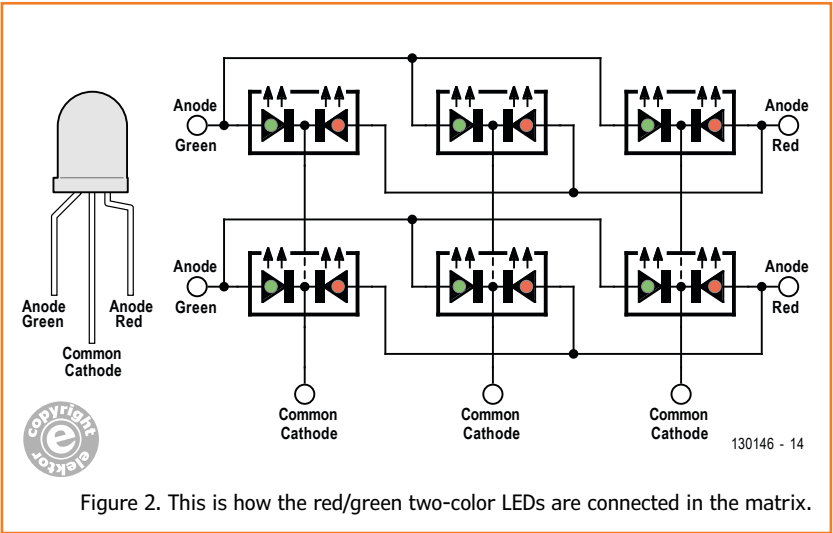 Anode
Green
Anode
Red
Anode
Green
Anode
Red
Anode
Green
Anode
Red
Common
Cathode
Common
Cathode
Common
Cathode
Common
Cathode
copyright
e
elektor
130146 - 14
Figure 2. This is how the red/green two-color LEDs are connected in the matrix.